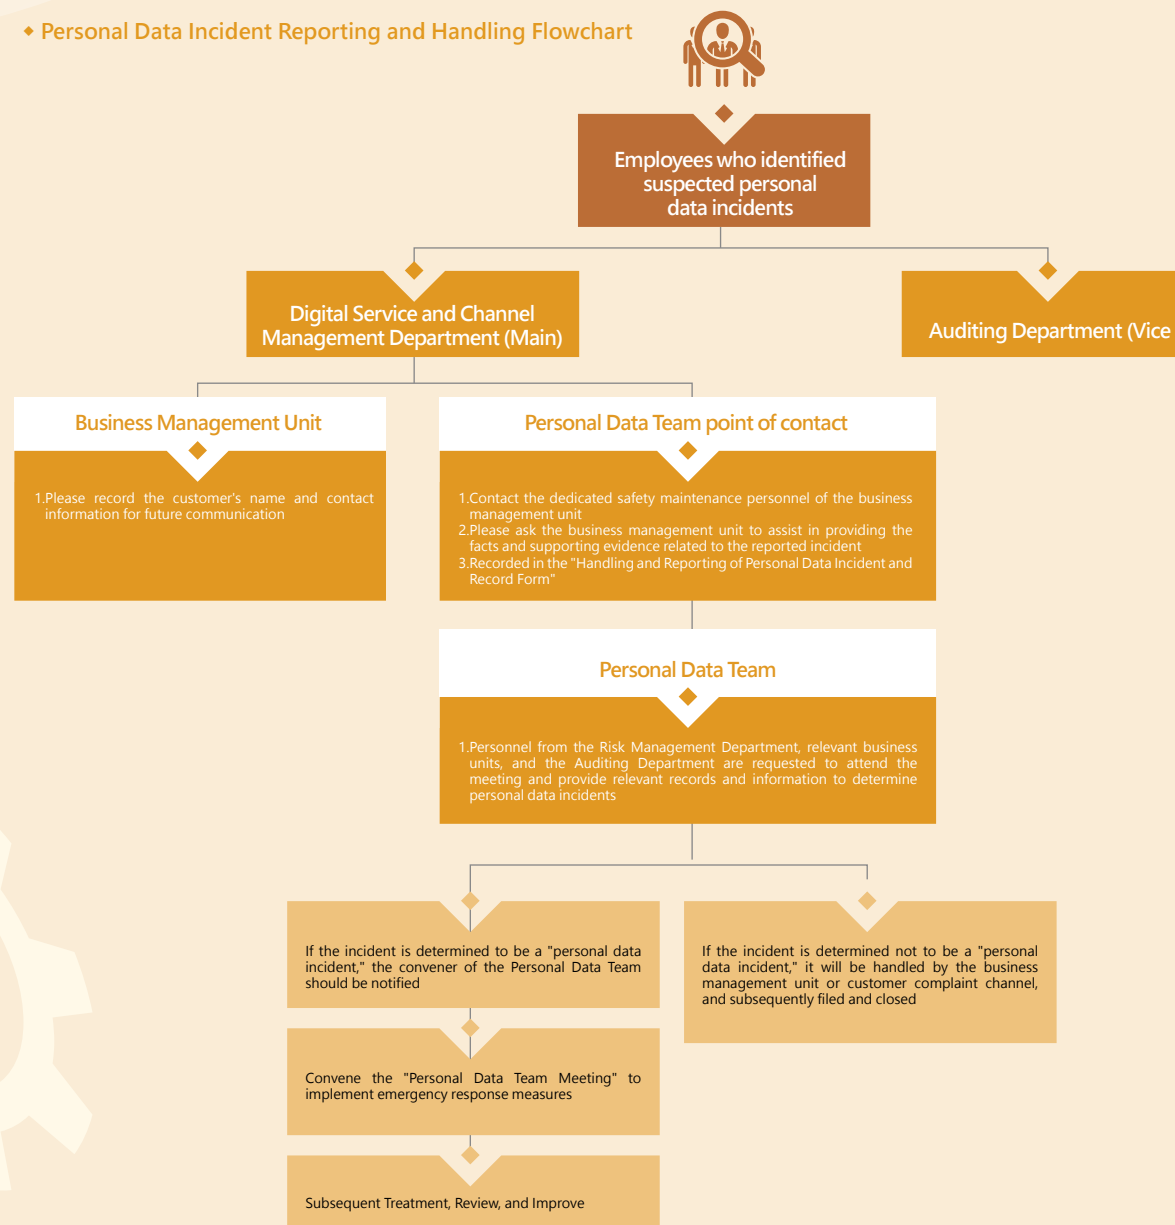 Personal Data Incident Reporting and Handling Flowchart
Employees who identified
suspected personal
data incidents
Digital Service and Channel
Management Department (Main)
Auditing Department (Vice
Business Management Unit
1.Please record the customer's name and contact
information for future communication
Personal Data Team point of contact
1.Contact the dedicated safety maintenance personnel of the business
management unit
2.Please ask the business management unit to assist in providing the
facts and supporting evidence related to the reported incident
3.Recorded in the "Handling and Reporting of Personal Data Incident and
Record Form"
Personal Data Team
1.Personnel from the Risk Management Department, relevant business
units, and the Auditing Department are requested to attend the
meeting and provide relevant records and information to determine
personal data incidents
If the incident is determined to be a "personal data
incident," the convener of the Personal Data Team
should be notified
If the incident is determined not to be a "personal
data incident," it will be handled by the business
management unit or customer complaint channel,
and subsequently filed and closed
Convene the "Personal Data Team Meeting" to
implement emergency response measures
Subsequent Treatment, Review, and Improve